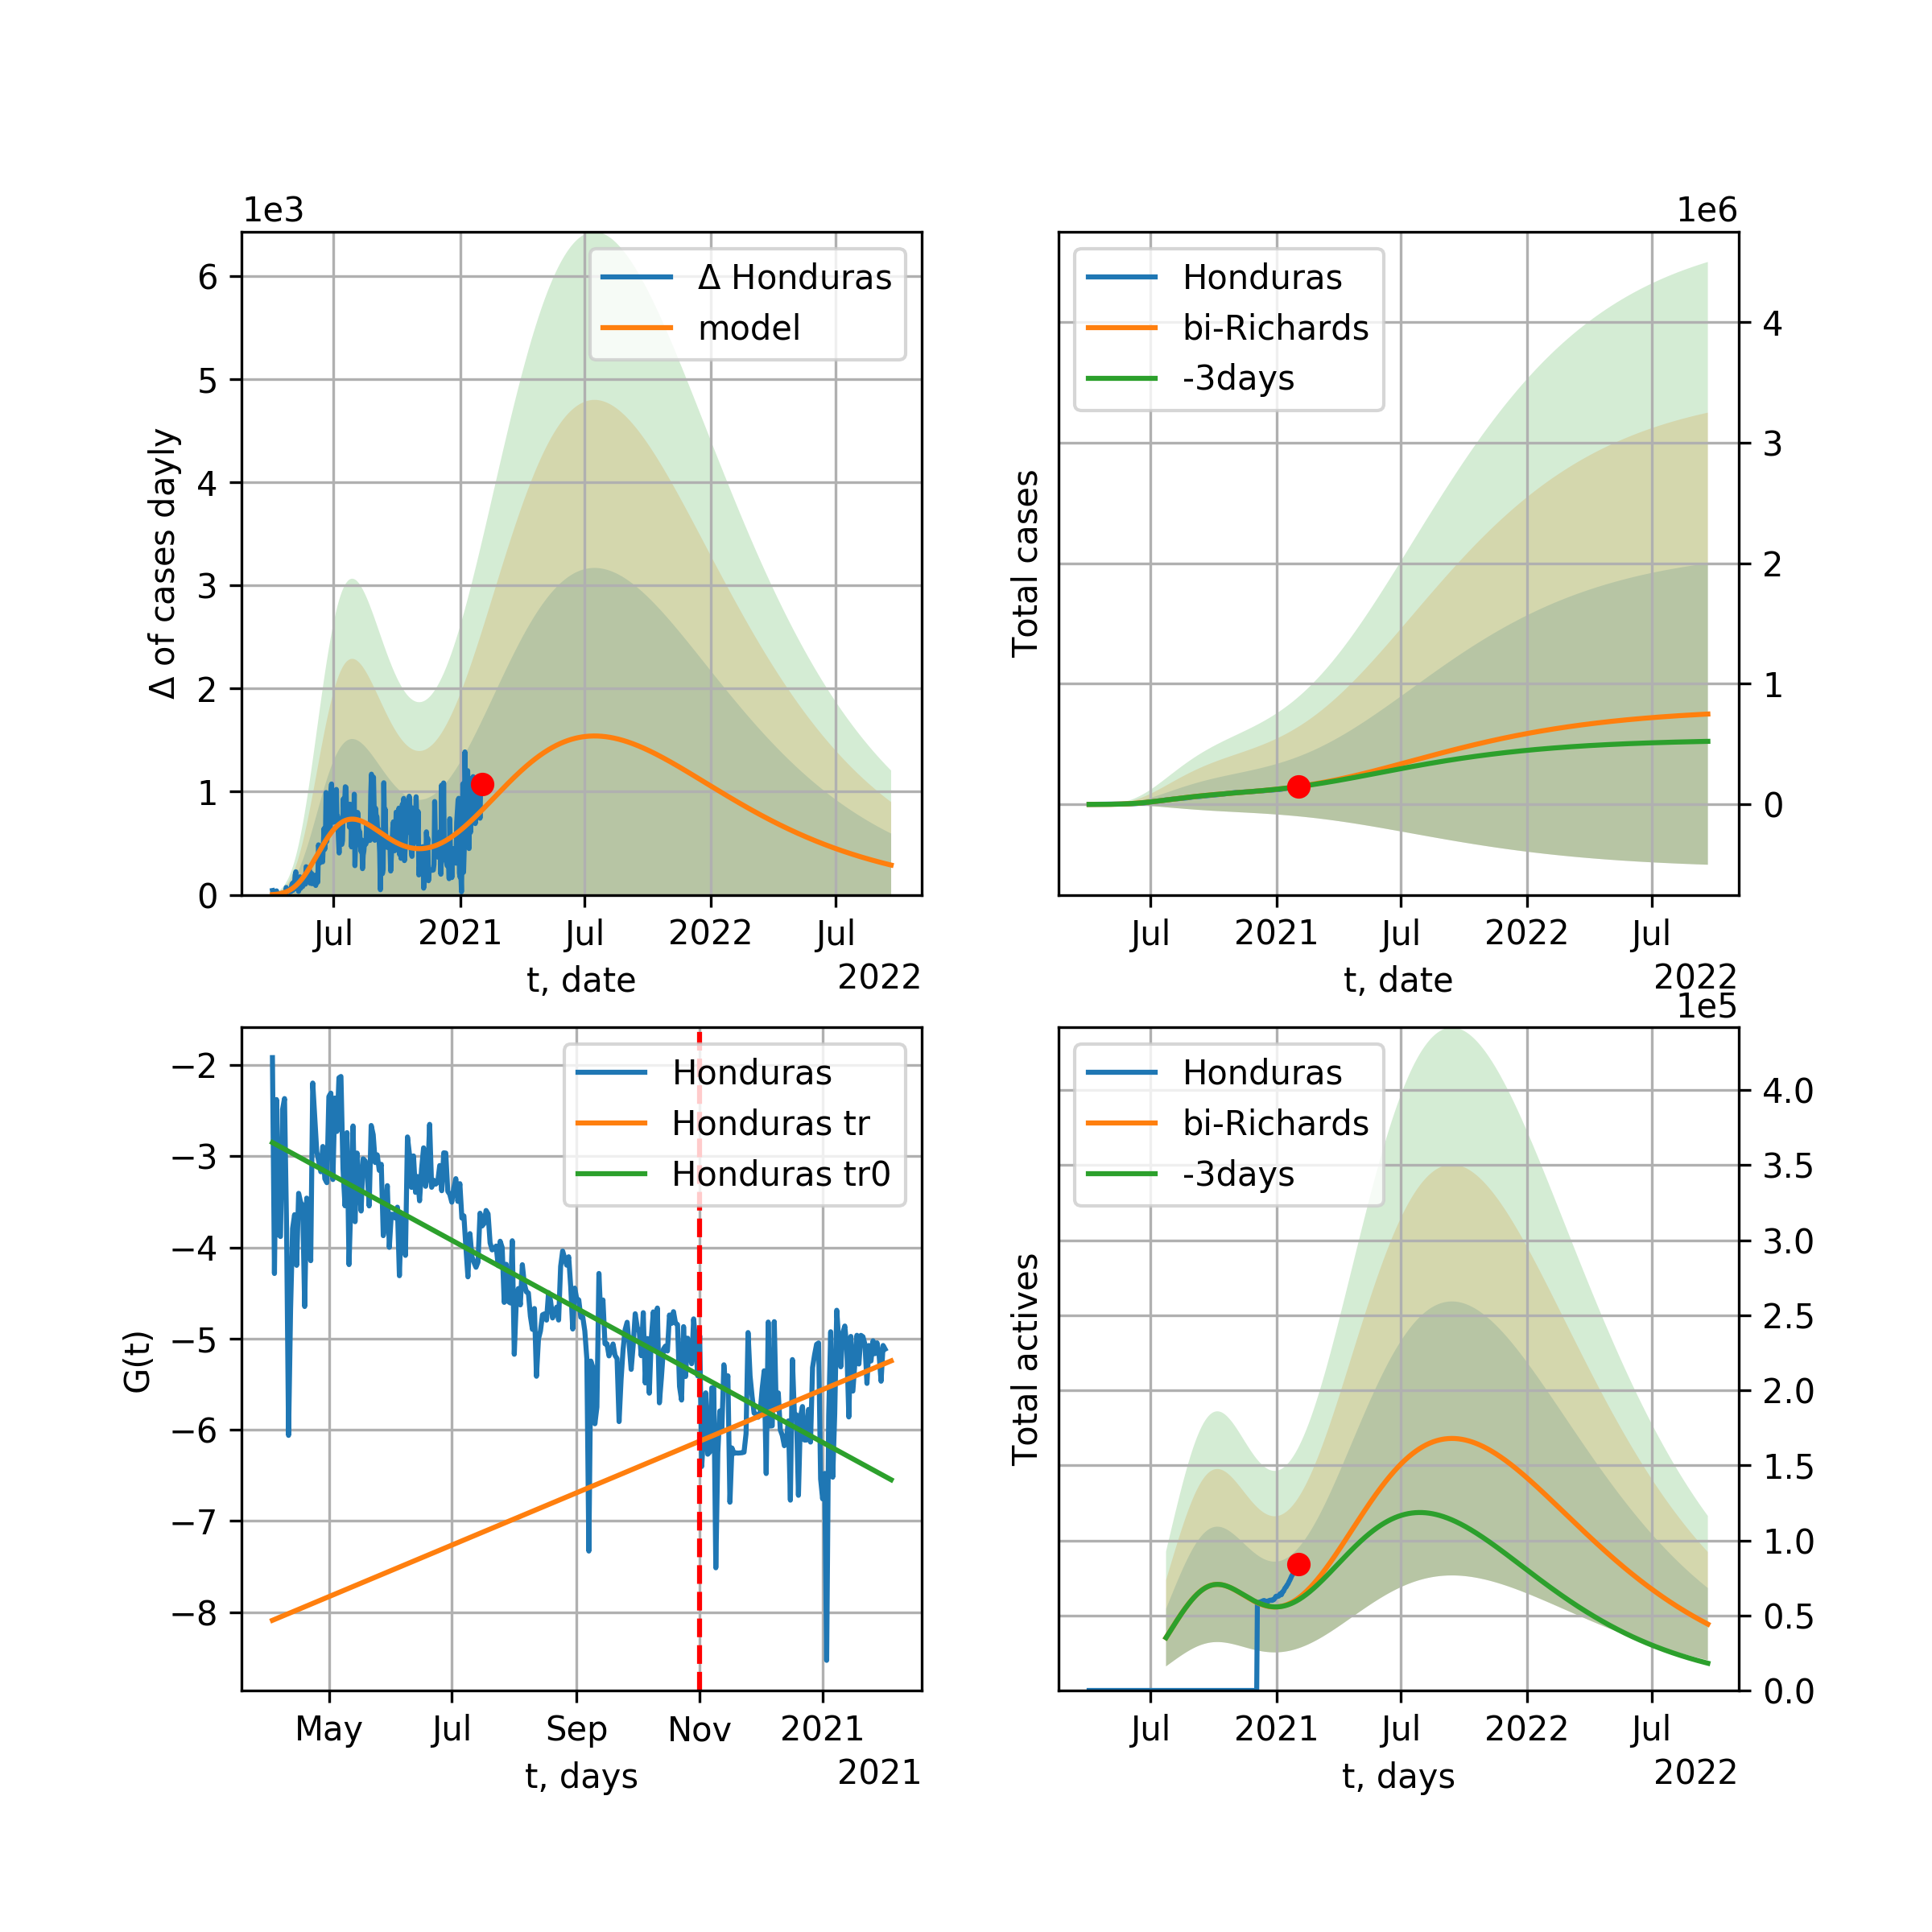 1e3
6
5
4
3
2
1
0
Δ of cases dayly
Δ Honduras
model
Jul
2021
Jul
2022
Jul
t, date
2022
1e6
Honduras
bi-Richards
-3days
Total cases
4
3
2
1
0
Jul
2021
Jul
2022
Jul
t, date
2022
−2
−3
−4
−5
−6
−7
−8
G(t)
Honduras
Honduras tr
Honduras tr0
May
Jul
Sep
Nov
2021
t, days
2021
1e5
Honduras
bi-Richards
-3days
Total actives
4.0
3.5
3.0
2.5
2.0
1.5
1.0
0.5
0.0
Jul
2021
Jul
2022
Jul
t, days
2022